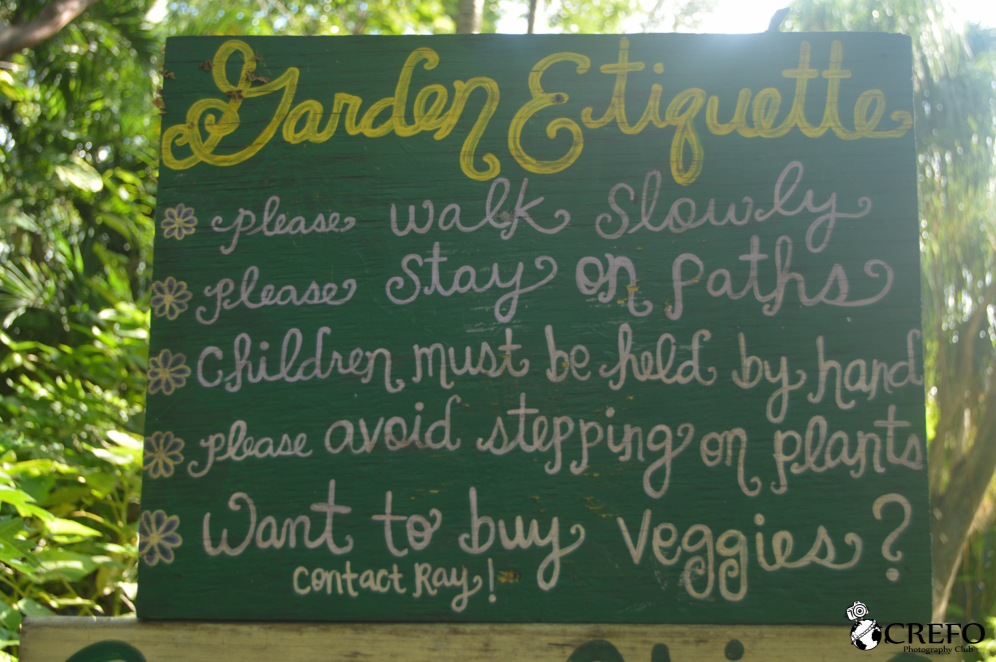 Garden Etiquette
please walk slowly
please stay on paths
Children must be held by hand
please avoid stepping on plants
Want to buy veggies?
Contact Ray!
CREFO
Photography Club